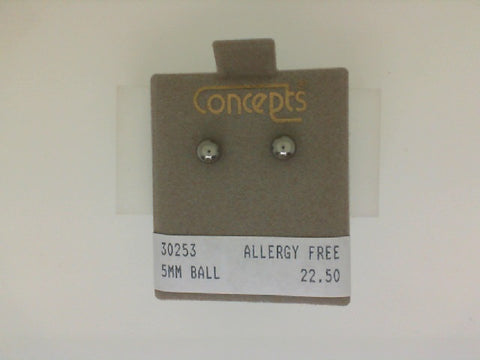 Concepts
30253 ALLERGY FREE
5MM BALL 22.50